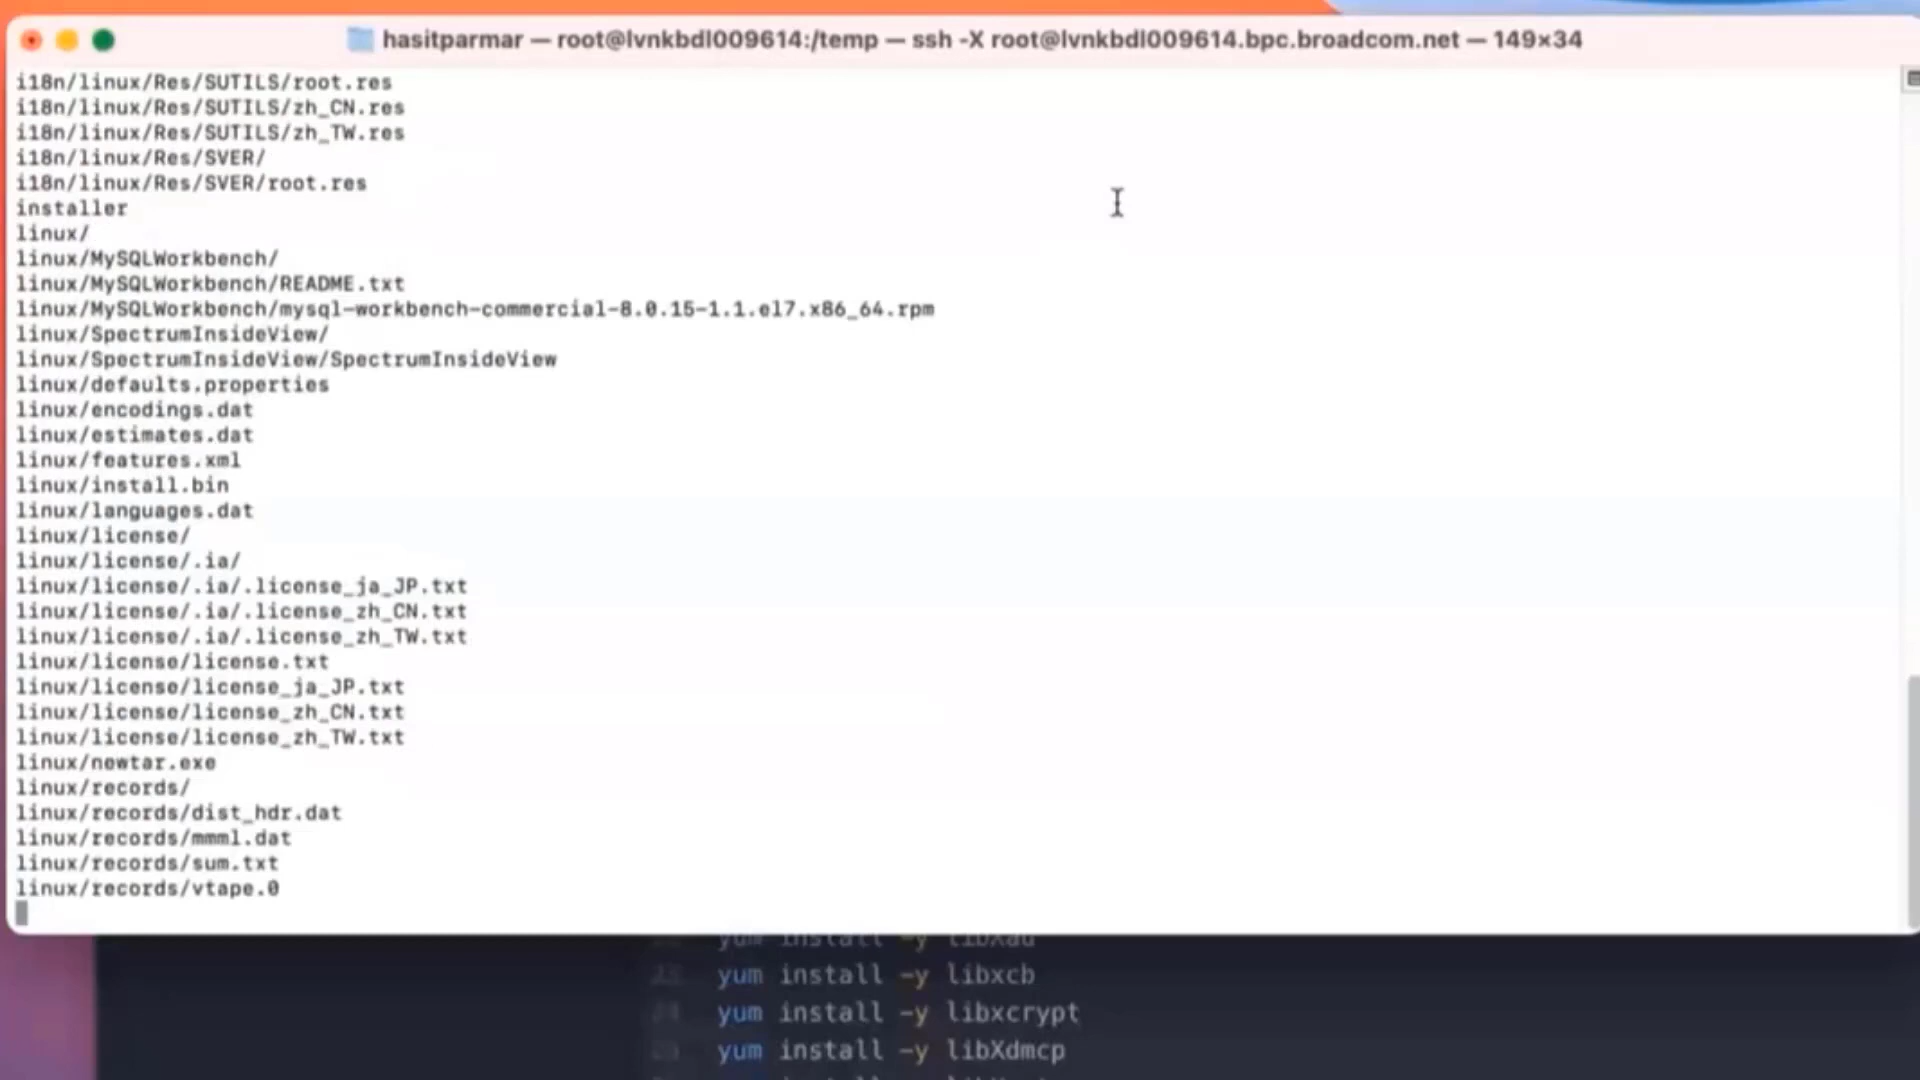 hasitparmar — root@lvnkbdl009614:/temp — ssh -X root@lvnkbdl009614.bpc.broadcom.net — 149×34
i18n/linux/Res/SUTILS/root.res
i18n/linux/Res/SUTILS/zh_CN.res
i18n/linux/Res/SUTILS/zh_TW.res
i18n/linux/Res/SVER/
i18n/linux/Res/SVER/root.res
installer
linux/
linux/MySQLWorkbench/
linux/MySQLWorkbench/README.txt
linux/MySQLWorkbench/mysql-workbench-commercial-8.0.15-1.1.el7.x86_64.rpm
linux/SpectrumInsideView/
linux/SpectrumInsideView/SpectrumInsideView
linux/defaults.properties
linux/encodings.dat
linux/estimates.dat
linux/features.xml
linux/install.bin
linux/languages.dat
linux/license/
linux/license/.ia/
linux/license/.ia/.license_ja_JP.txt
linux/license/.ia/.license_zh_CN.txt
linux/license/.ia/.license_zh_TW.txt
linux/license/license.txt
linux/license/license_ja_JP.txt
linux/license/license_zh_CN.txt
linux/license/license_zh_TW.txt
linux/newtar.exe
linux/records/
linux/records/dist_hdr.dat
linux/records/mmml.dat
linux/records/sum.txt
linux/records/vtape.0
yum install -y libXau
23 yum install -y libxcb
24 yum install -y libxcrypt
25 yum install -y libXdmcp